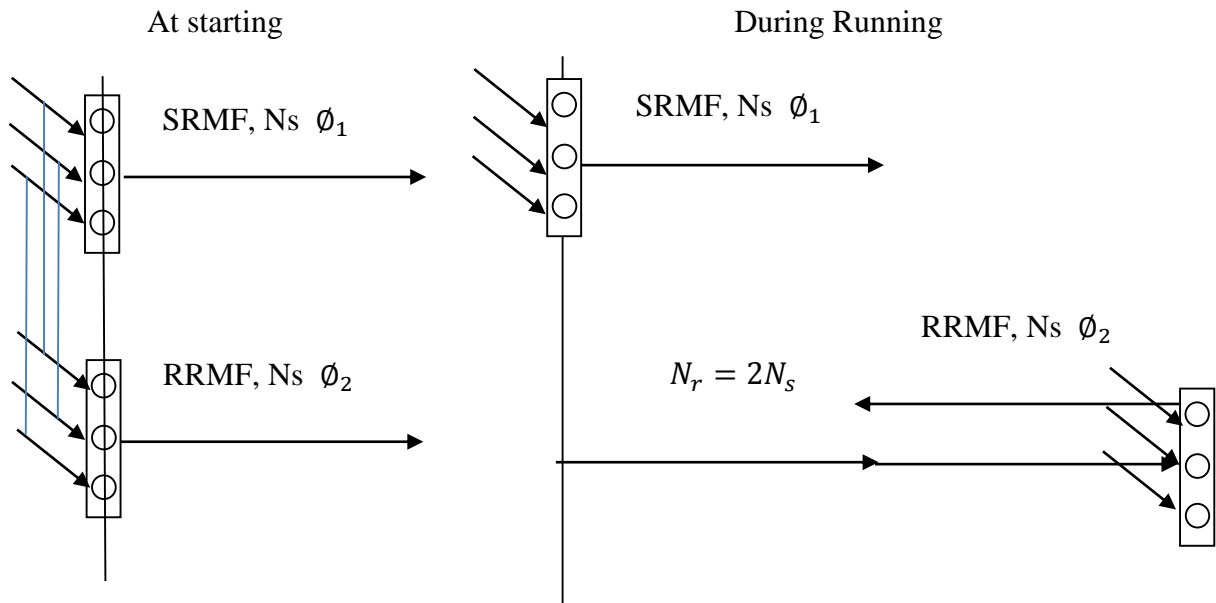 At starting
During Running
SRMF, Ns ∅₁
SRMF, Ns ∅₁
RRMF, Ns ∅₂
RRMF, Ns ∅₂
𝑁ᵣ = 2𝑁ₛ